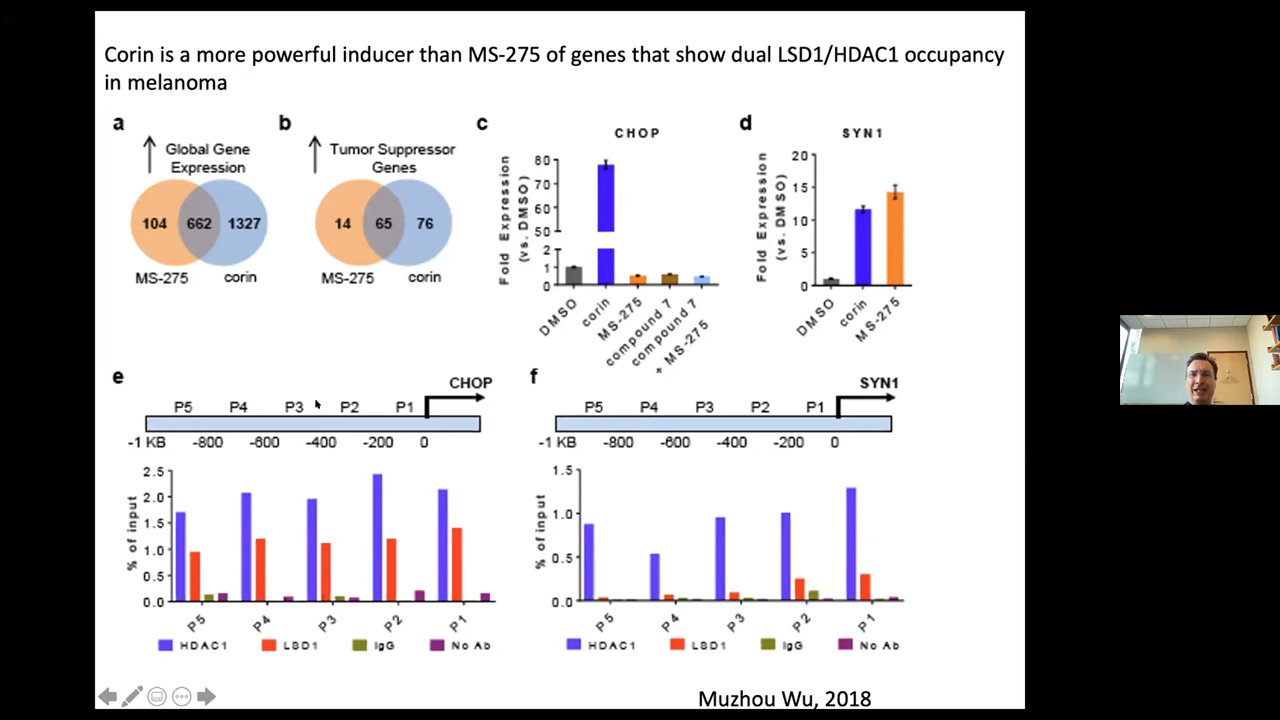 Corin is a more powerful inducer than MS-275 of genes that show dual LSD1/HDAC1 occupancy
in melanoma
a
Global Gene
Expression
104 662 1327
MS-275 corin
b
Tumor Suppressor
Genes
14 65 76
MS-275 corin
c
CHOP
Fold Expression
(vs. DMSO)
80
70
60
50
2
1
0
DMSO
corin
MS-275
compound 7
compound 7
+ MS-275
d
SYN1
Fold Expression
(vs. DMSO)
20
15
10
5
0
DMSO
corin
MS-275
e
CHOP
P5 P4 P3 P2 P1
-1 KB -800 -600 -400 -200 0
% of input
2.5
2.0
1.5
1.0
0.5
0.0
P5 P4 P3 P2 P1
HDAC1 LSD1 IgG No Ab
f
SYN1
P5 P4 P3 P2 P1
-1 KB -800 -600 -400 -200 0
% of input
1.5
1.0
0.5
0.0
P5 P4 P3 P2 P1
HDAC1 LSD1 IgG No Ab
Muzhou Wu, 2018